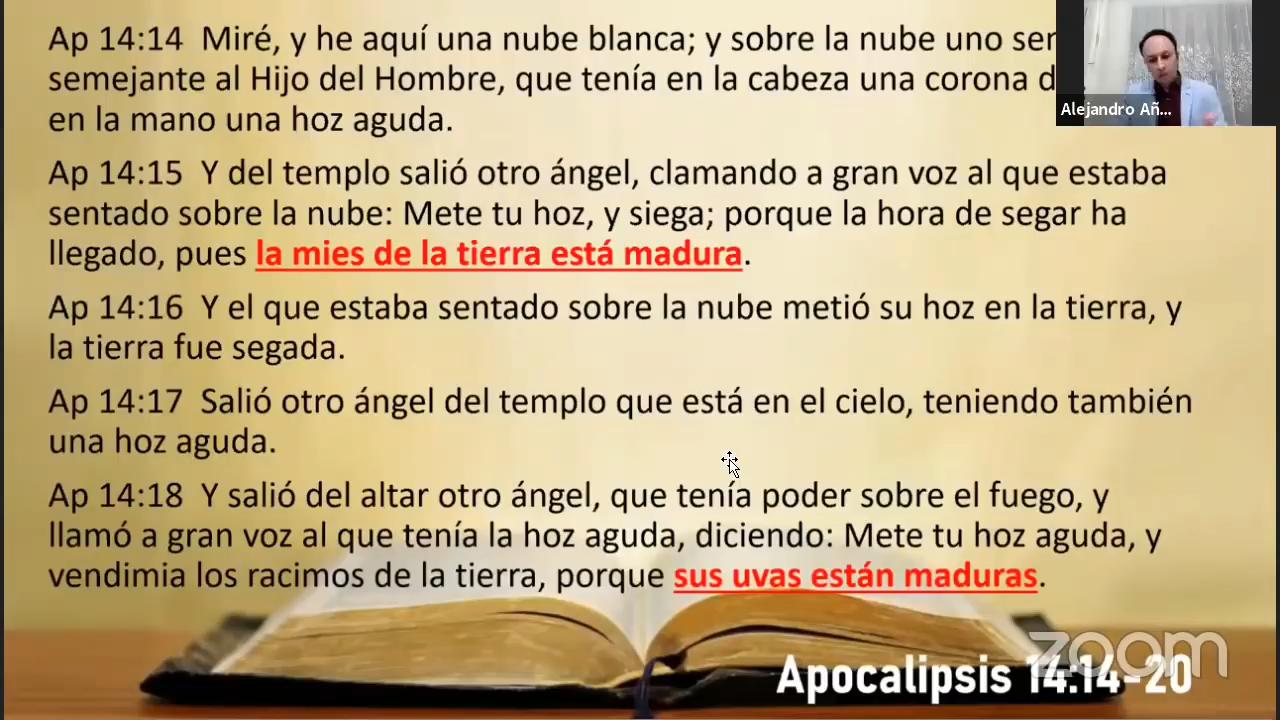 Ap 14:14 Miré, y he aquí una nube blanca; y sobre la nube uno
semejante al Hijo del Hombre, que tenía en la cabeza una corona
en la mano una hoz aguda.
Alejandro Añ...
Ap 14:15 Y del templo salió otro ángel, clamando a gran voz al que estaba
sentado sobre la nube: Mete tu hoz, y siega; porque la hora de segar ha
llegado, pues la mies de la tierra está madura.
Ap 14:16 Y el que estaba sentado sobre la nube metió su hoz en la tierra, y
la tierra fue segada.
Ap 14:17 Salió otro ángel del templo que está en el cielo, teniendo también
una hoz aguda.
Ap 14:18 Y salió del altar otro ángel, que tenía poder sobre el fuego, y
llamó a gran voz al que tenía la hoz aguda, diciendo: Mete tu hoz aguda, y
vendimia los racimos de la tierra, porque sus uvas están maduras.
zoom
Apocalipsis 14:14-20